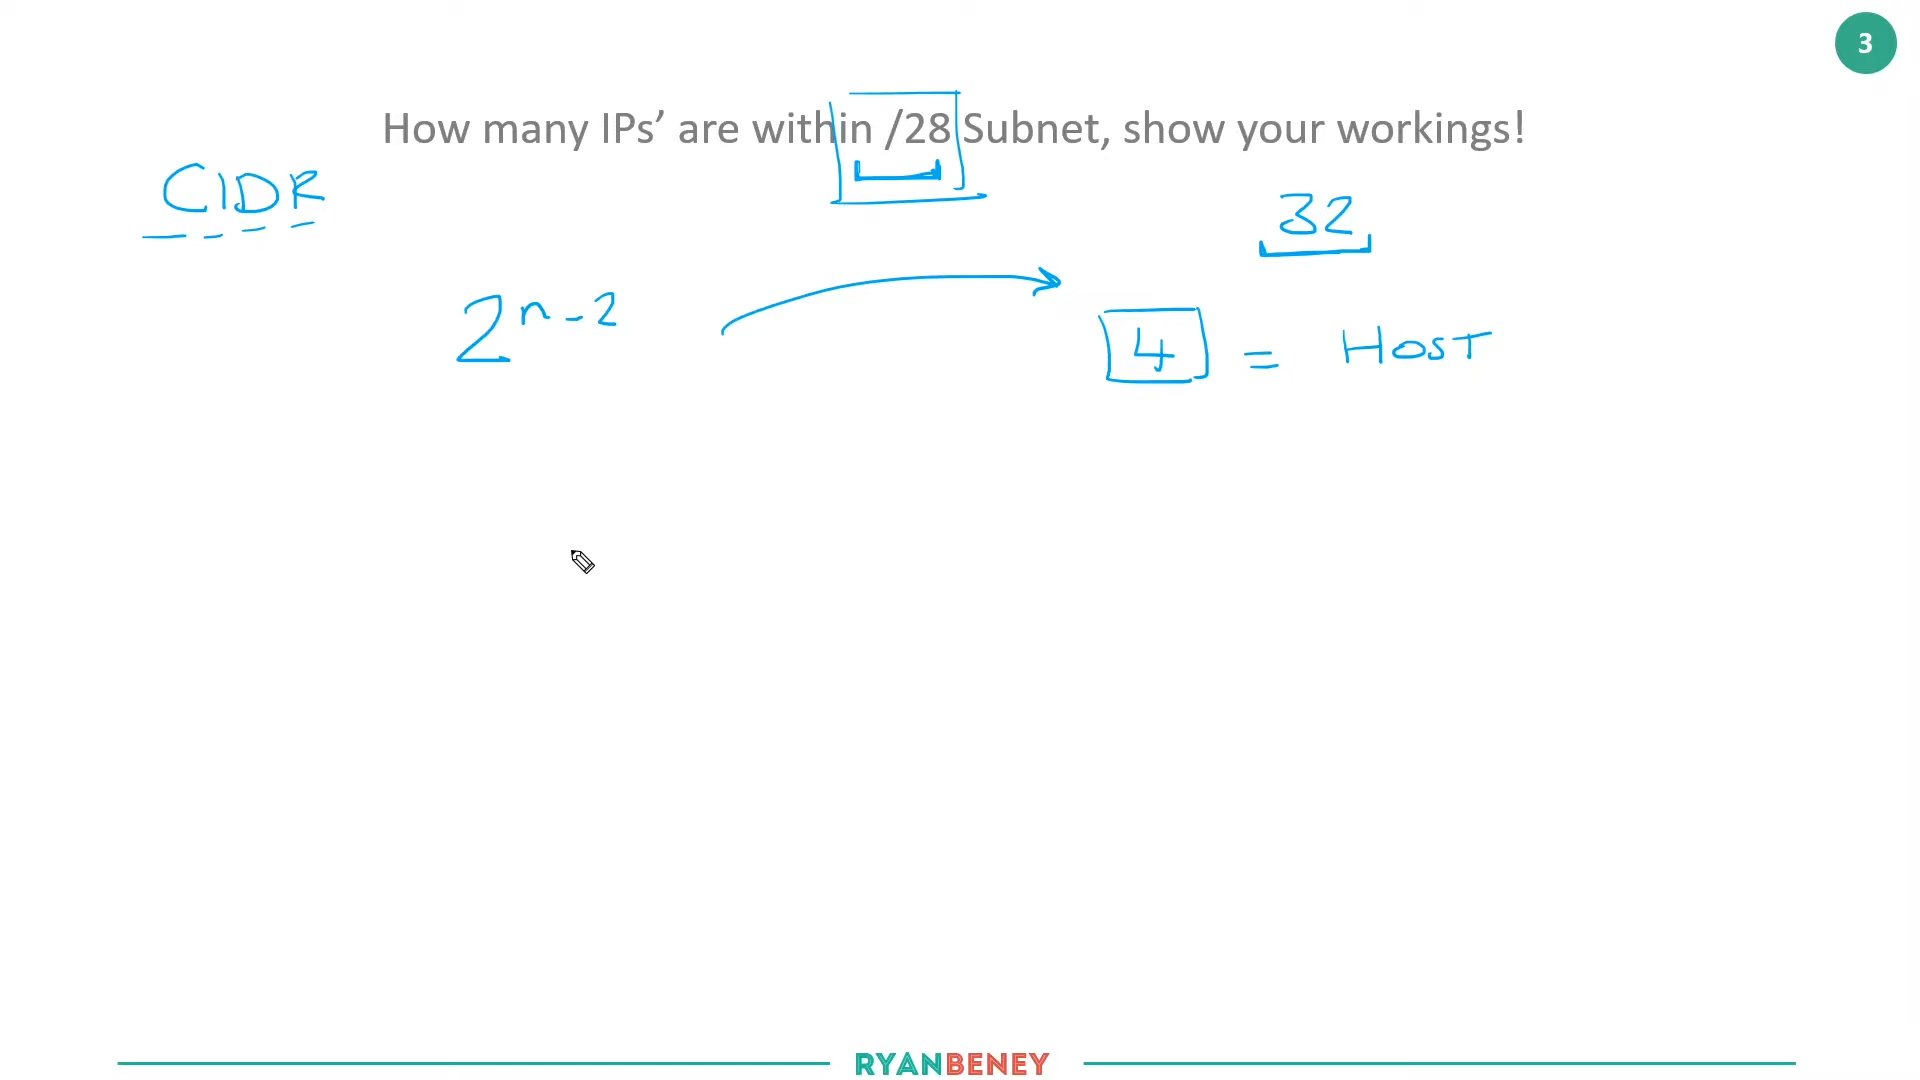 3
How many IPs’ are within /28 Subnet, show your workings!
CIDR
32
2^n-2
4 = HOST
RYANBENEY